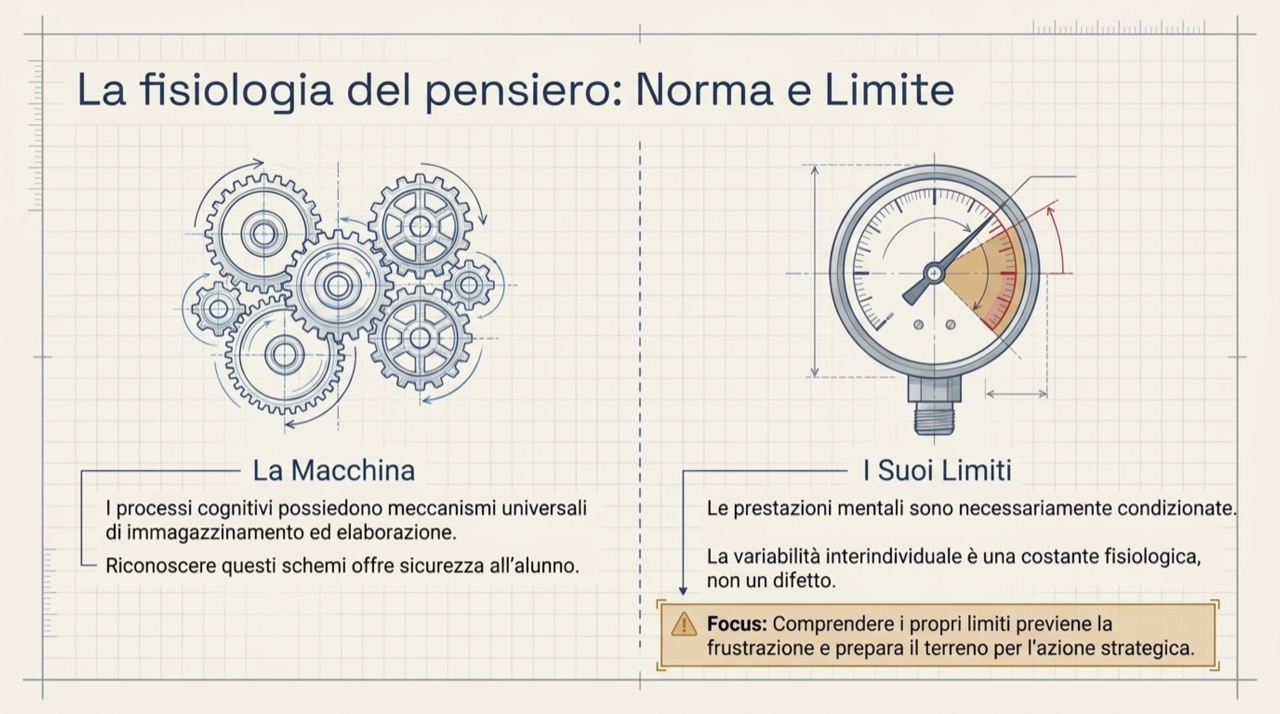 La fisiologia del pensiero: Norma e Limite
La Macchina
I processi cognitivi possiedono meccanismi universali
di immagazzinamento ed elaborazione.
Riconoscere questi schemi offre sicurezza all'alunno.
I Suoi Limiti
Le prestazioni mentali sono necessariamente condizionate.
La variabilità interindividuale è una costante fisiologica,
non un difetto.
Focus: Comprendere i propri limiti previene la
frustrazione e prepara il terreno per l'azione strategica.